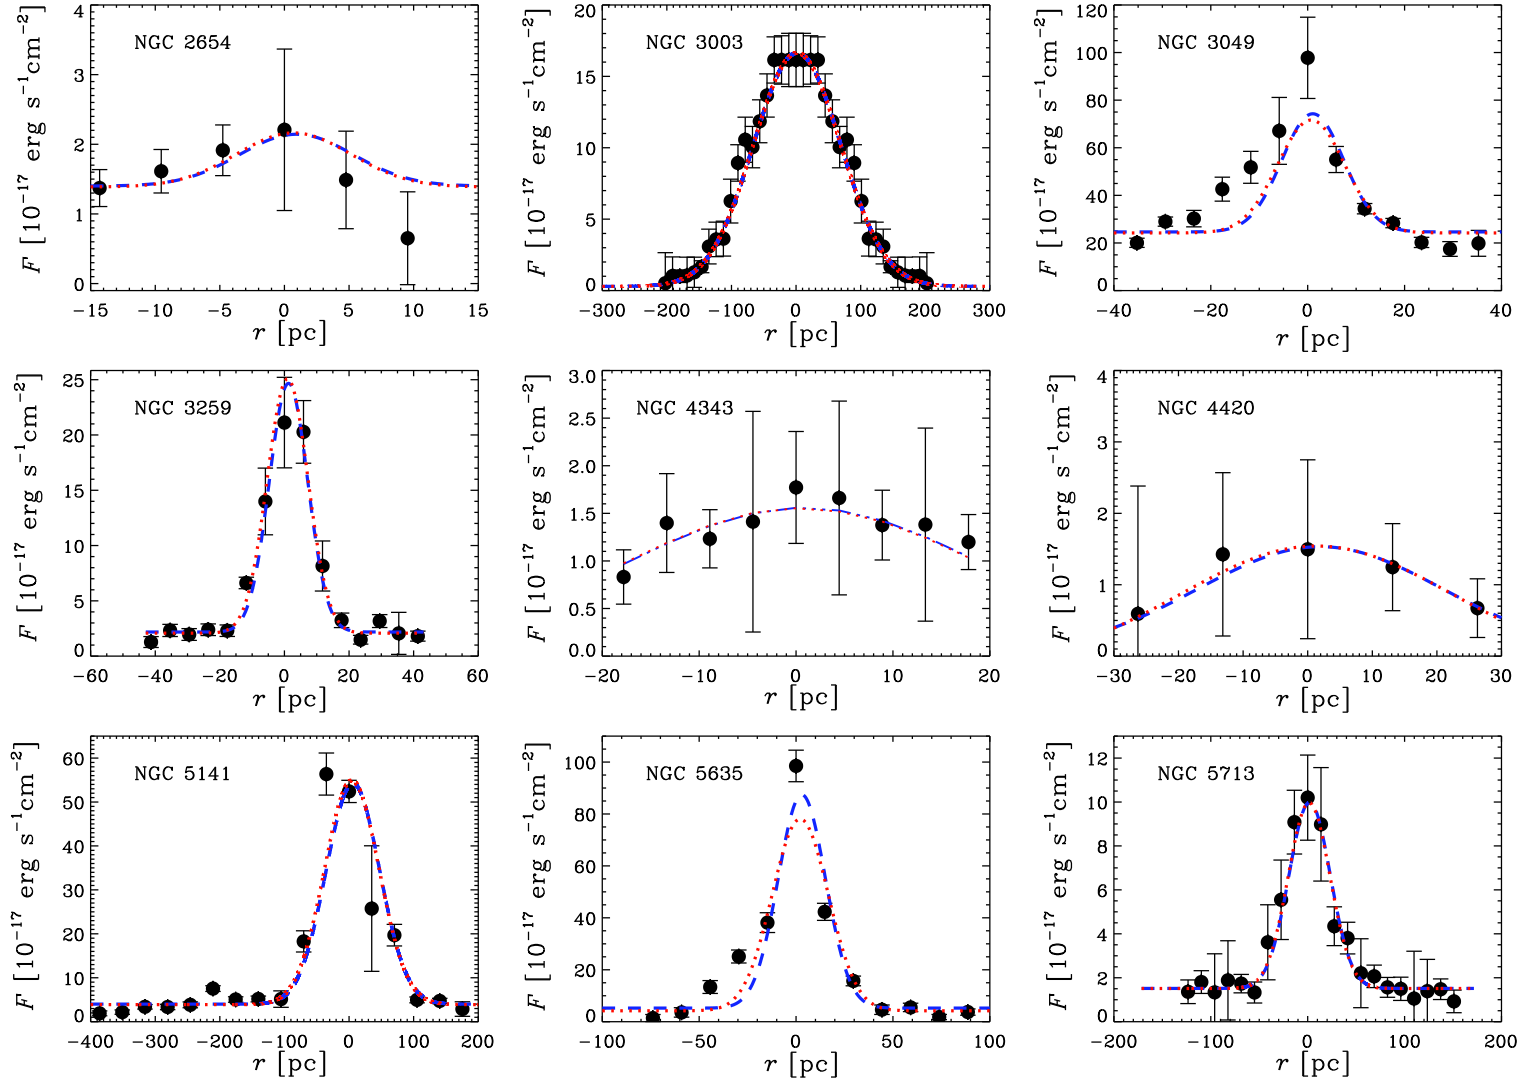 NGC 2654
F [10−17 erg s−1cm−2]
4
3
2
1
0
−15 −10 −5 0 5 10 15
r [pc]
NGC 3003
F [10−17 erg s−1cm−2]
20
15
10
5
0
−300 −200 −100 0 100 200 300
r [pc]
NGC 3049
F [10−17 erg s−1cm−2]
120
100
80
60
40
20
0
−40 −20 0 20 40
r [pc]
NGC 3259
F [10−17 erg s−1cm−2]
25
20
15
10
5
0
−60 −40 −20 0 20 40 60
r [pc]
NGC 4343
F [10−17 erg s−1cm−2]
3.0
2.5
2.0
1.5
1.0
0.5
0.0
−20 −10 0 10 20
r [pc]
NGC 4420
F [10−17 erg s−1cm−2]
4
3
2
1
0
−30 −20 −10 0 10 20 30
r [pc]
NGC 5141
F [10−17 erg s−1cm−2]
60
50
40
30
20
10
0
−400 −300 −200 −100 0 100 200
r [pc]
NGC 5635
F [10−17 erg s−1cm−2]
100
80
60
40
20
0
−100 −50 0 50 100
r [pc]
NGC 5713
F [10−17 erg s−1cm−2]
12
10
8
6
4
2
0
−200 −100 0 100 200
r [pc]